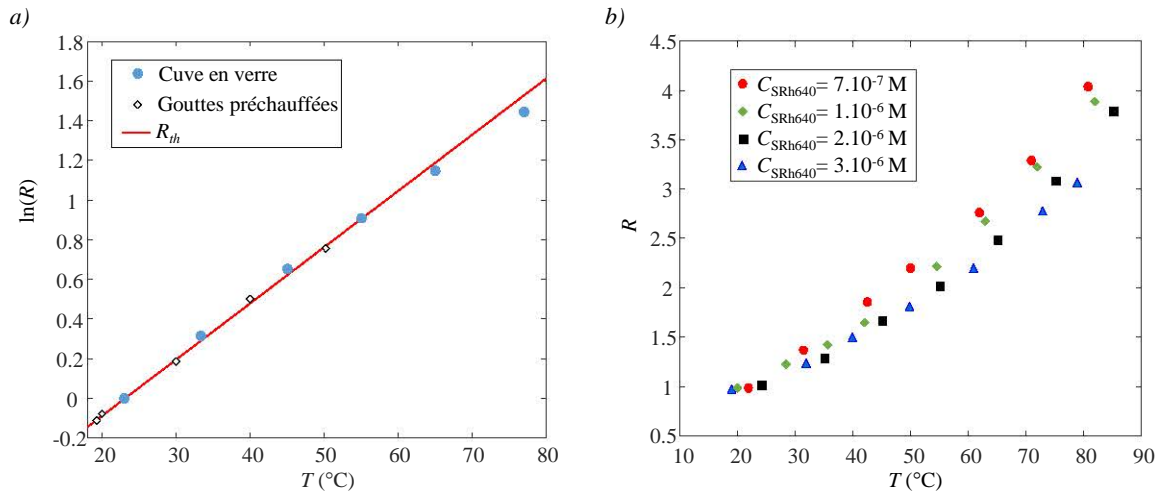 a)
1.8
1.6
1.4
1.2
1.0
0.8
0.6
0.4
0.2
0
-0.2
20 30 40 50 60 70 80
T (°C)
ln(R)
Cuve en verre
Gouttes préchauffées
R_th
b)
4.5
4
3.5
3
2.5
2
1.5
1
0.5
10 20 30 40 50 60 70 80 90
T (°C)
R
C_SRh640= 7.10⁻⁷ M
C_SRh640= 1.10⁻⁶ M
C_SRh640= 2.10⁻⁶ M
C_SRh640= 3.10⁻⁶ M